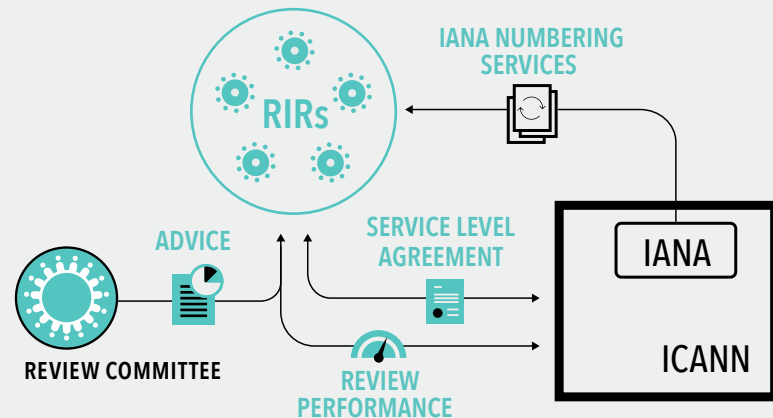 IANA NUMBERING
SERVICES
RIRs
ADVICE
SERVICE LEVEL
AGREEMENT
IANA
ICANN
REVIEW COMMITTEE
REVIEW
PERFORMANCE